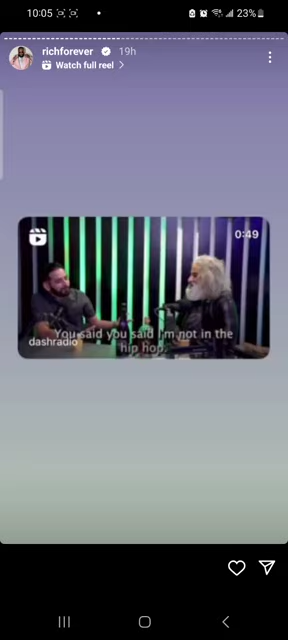 10:05
23%
richforever 19h
Watch full reel
0:49
You said you said I'm not in the
hip hop.
dashradio